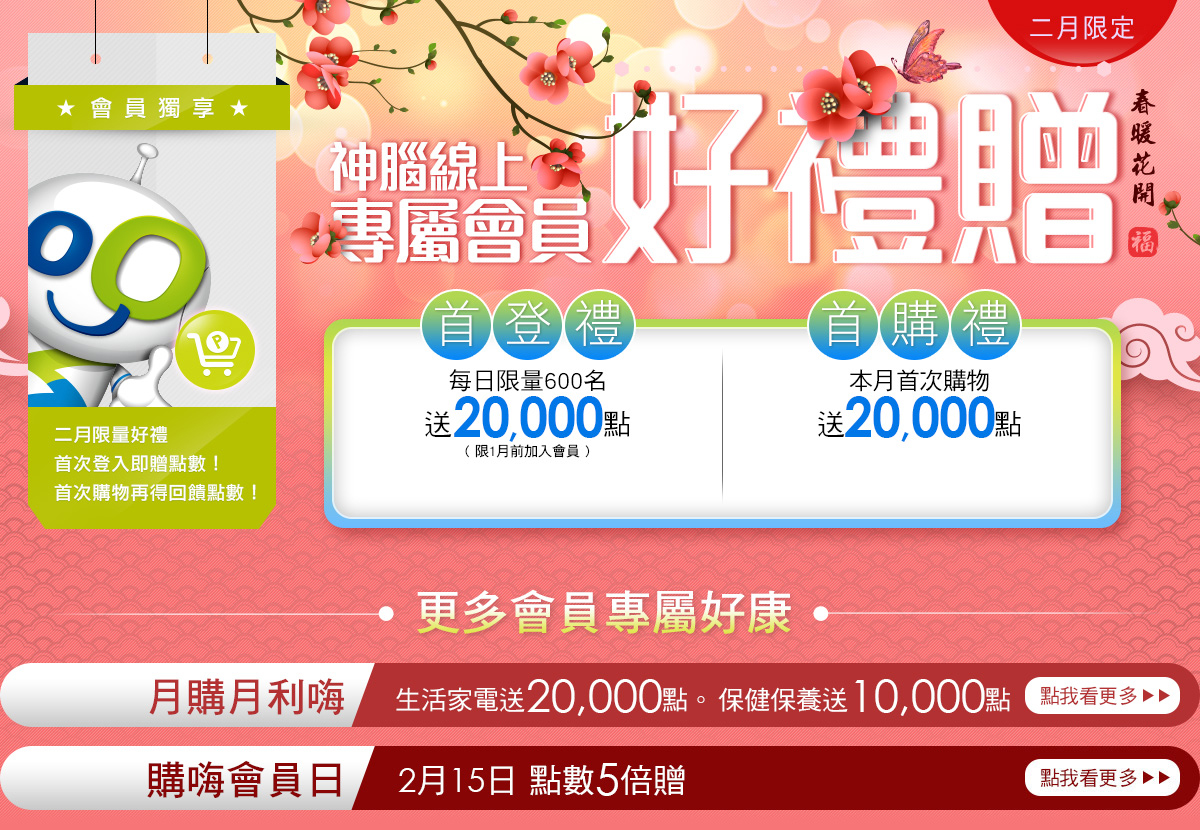 二月限定
★ 會員獨享 ★
神腦線上
專屬會員
好禮贈
春暖花開
福
P
二月限量好禮
首次登入即贈點數！
首次購物再得回饋點數！
首登禮
每日限量600名
送20,000點
（限1月前加入會員）
首購禮
本月首次購物
送20,000點
更多會員專屬好康
月購月利嗨
生活家電送20,000點。保健保養送10,000點
點我看更多▶▶
購嗨會員日
2月15日 點數5倍贈
點我看更多▶▶